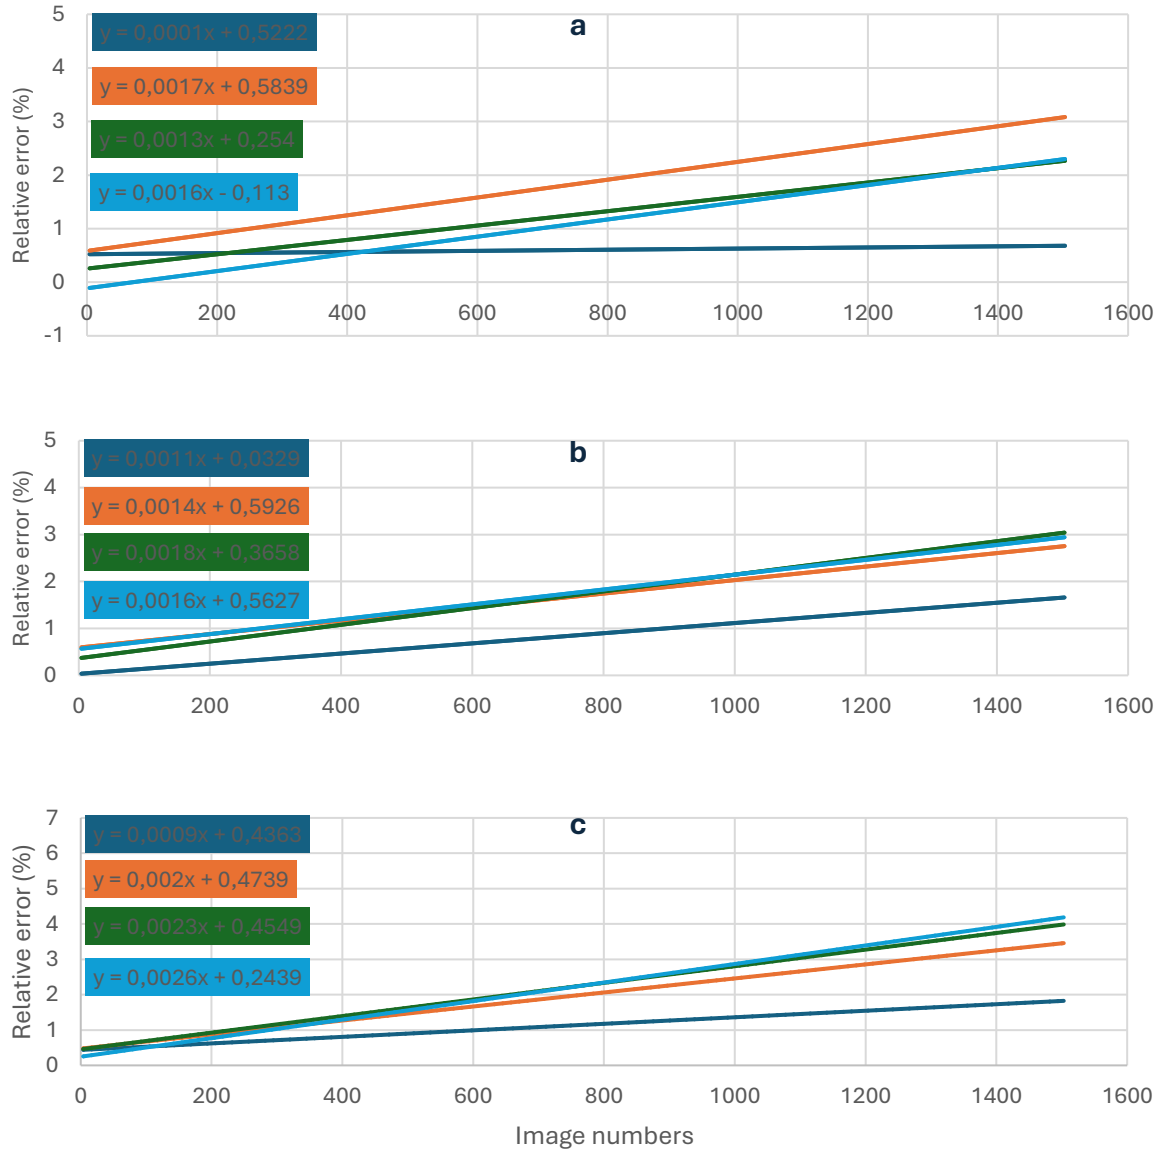 a
5
4
3
2
1
0
-1
Relative error (%)
y = 0,0001x + 0,5222
y = 0,0017x + 0,5839
y = 0,0013x + 0,254
y = 0,0016x - 0,113
0 200 400 600 800 1000 1200 1400 1600
b
5
4
3
2
1
0
Relative error (%)
y = 0,0011x + 0,0329
y = 0,0014x + 0,5926
y = 0,0018x + 0,3658
y = 0,0016x + 0,5627
0 200 400 600 800 1000 1200 1400 1600
c
7
6
5
4
3
2
1
0
Relative error (%)
y = 0,0009x + 0,4363
y = 0,002x + 0,4739
y = 0,0023x + 0,4549
y = 0,0026x + 0,2439
0 200 400 600 800 1000 1200 1400 1600
Image numbers